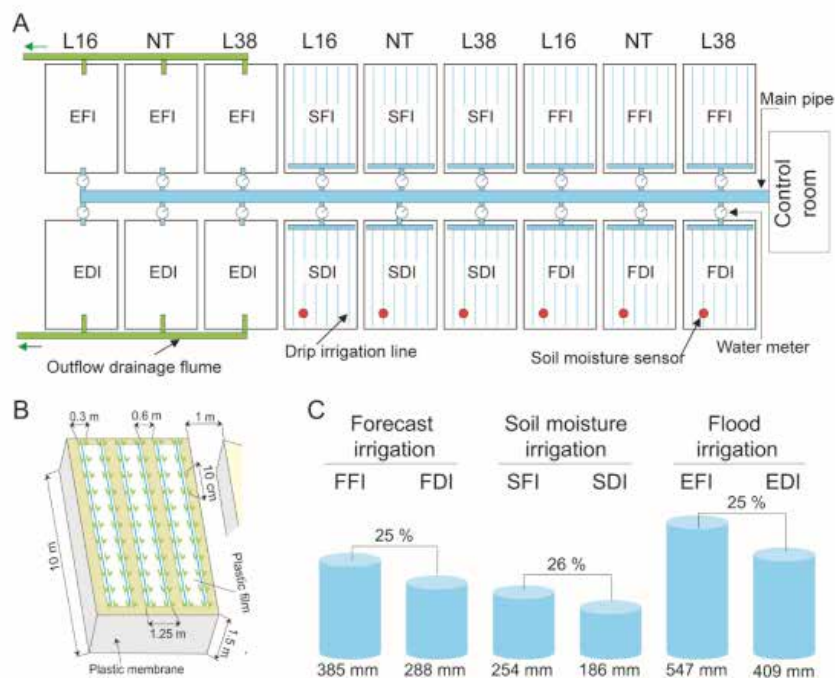 A
L16 NT L38 L16 NT L38 L16 NT L38
EFI EFI EFI SFI SFI SFI FFI FFI FFI
Main pipe
Control
room
EDI EDI EDI SDI SDI SDI FDI FDI FDI
Outflow drainage flume
Drip irrigation line
Soil moisture sensor
Water meter
B
0.3 m 0.6 m 1 m
10 cm
10 m
Plastic film
1.25 m
1.5 m
Plastic membrane
C
Forecast
irrigation
Soil moisture
irrigation
Flood
irrigation
FFI FDI SFI SDI EFI EDI
25 % 26 % 25 %
385 mm 288 mm 254 mm 186 mm 547 mm 409 mm